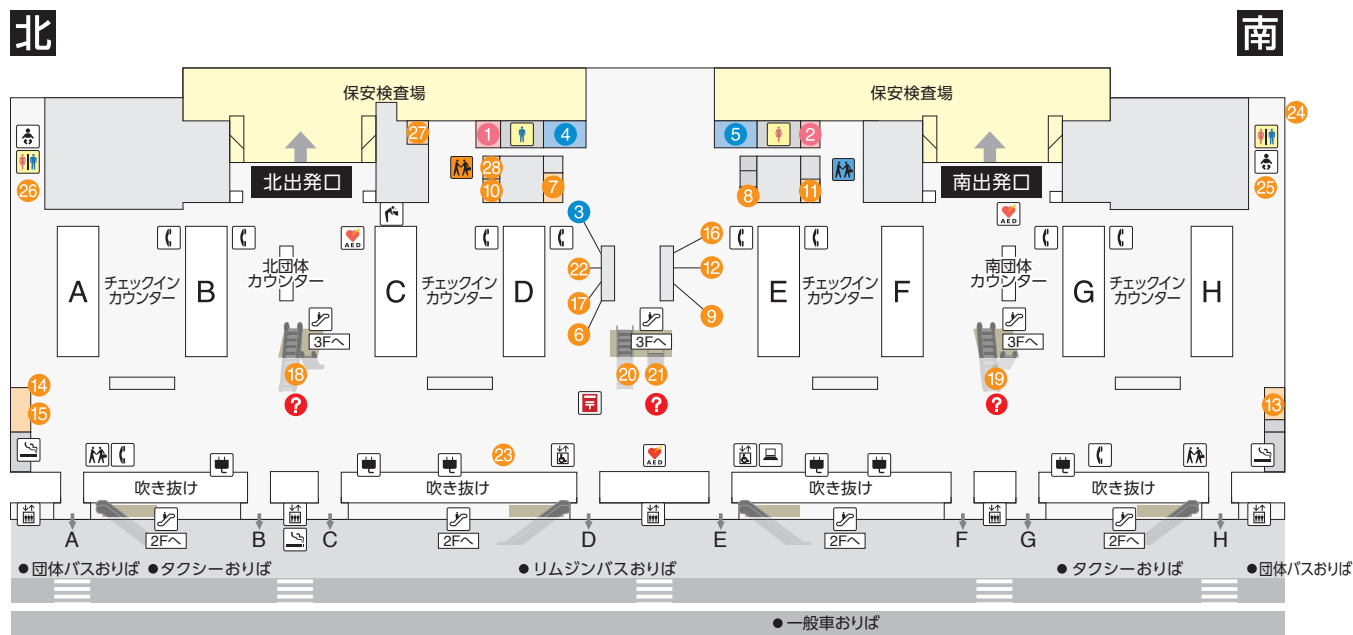 北
南
保安検査場
保安検査場
24
27
1
4
5
2
26
28
10
7
8
11
25
北出発口
南出発口
3
16
AED
AED
A
チェックイン
カウンター
B
北団体
カウンター
C
チェックイン
カウンター
D
22
12
E
チェックイン
カウンター
F
南団体
カウンター
G
チェックイン
カウンター
H
17
6
9
3Fへ
3Fへ
3Fへ
18
20
21
19
14
15
?
〒
?
?
13
23
AED
吹き抜け
吹き抜け
吹き抜け
吹き抜け
A
2Fへ
B
C
2Fへ
D
E
2Fへ
F
G
2Fへ
H
●団体バスおりば
●タクシーおりば
●リムジンバスおりば
●タクシーおりば
●団体バスおりば
●一般車おりば